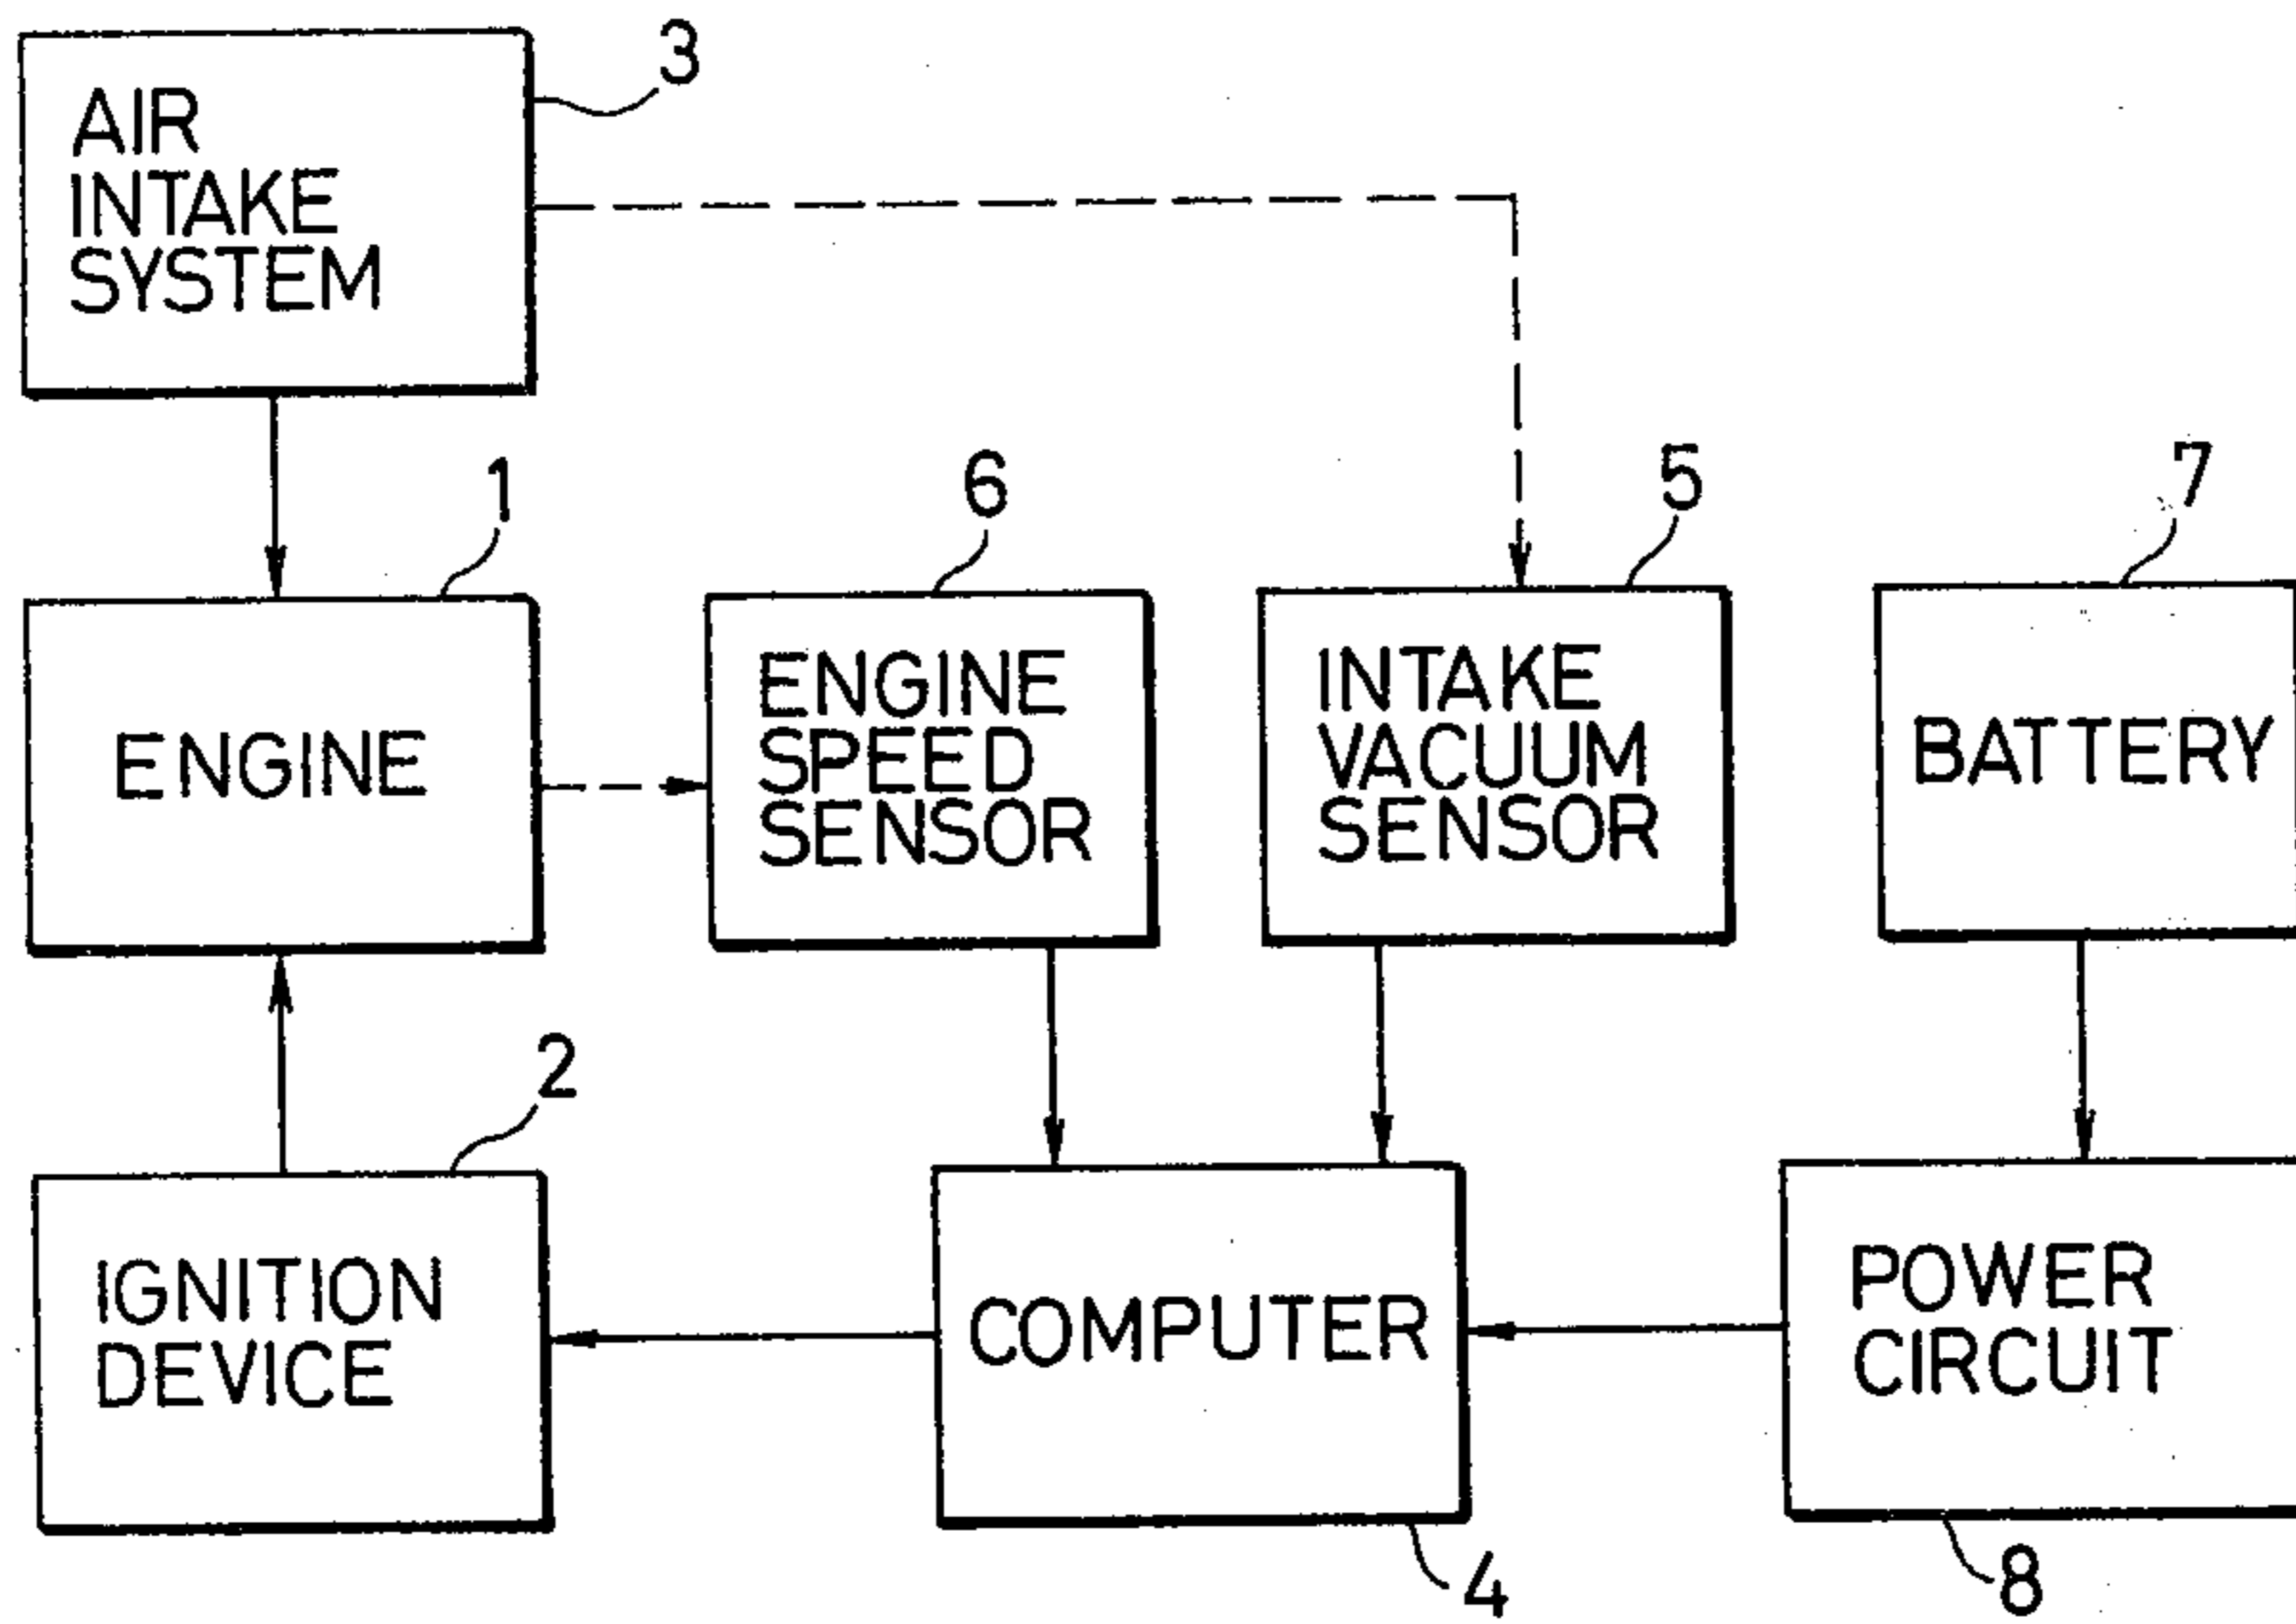 3
AIR
INTAKE
SYSTEM
1
6
5
7
ENGINE
ENGINE
SPEED
SENSOR
INTAKE
VACUUM
SENSOR
BATTERY
2
IGNITION
DEVICE
COMPUTER
POWER
CIRCUIT
4
8